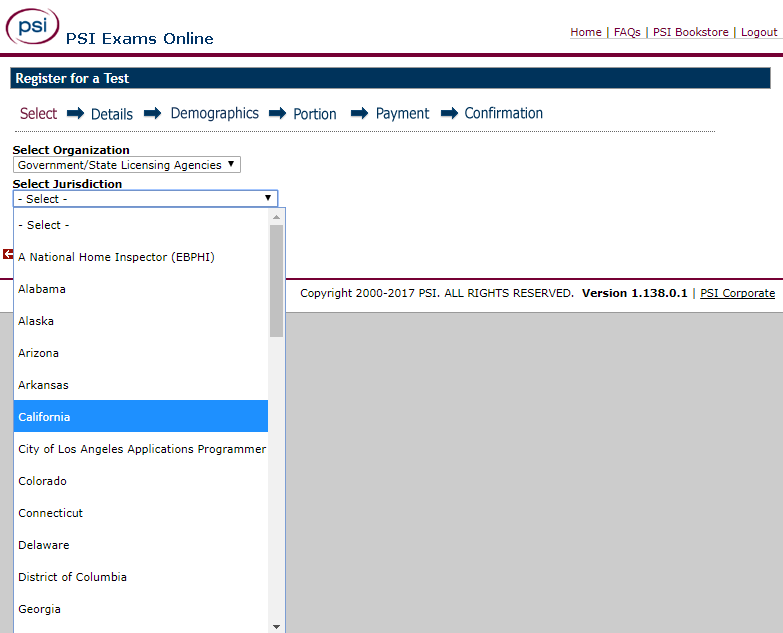 psi
PSI Exams Online
Home | FAQs | PSI Bookstore | Logout
Register for a Test
Select Details Demographics Portion Payment Confirmation
Select Organization
Government/State Licensing Agencies
Select Jurisdiction
- Select -
- Select -
A National Home Inspector (EBPHI)
Alabama
Alaska
Arizona
Arkansas
California
City of Los Angeles Applications Programmer
Colorado
Connecticut
Delaware
District of Columbia
Georgia
Copyright 2000-2017 PSI. ALL RIGHTS RESERVED. Version 1.138.0.1 | PSI Corporate